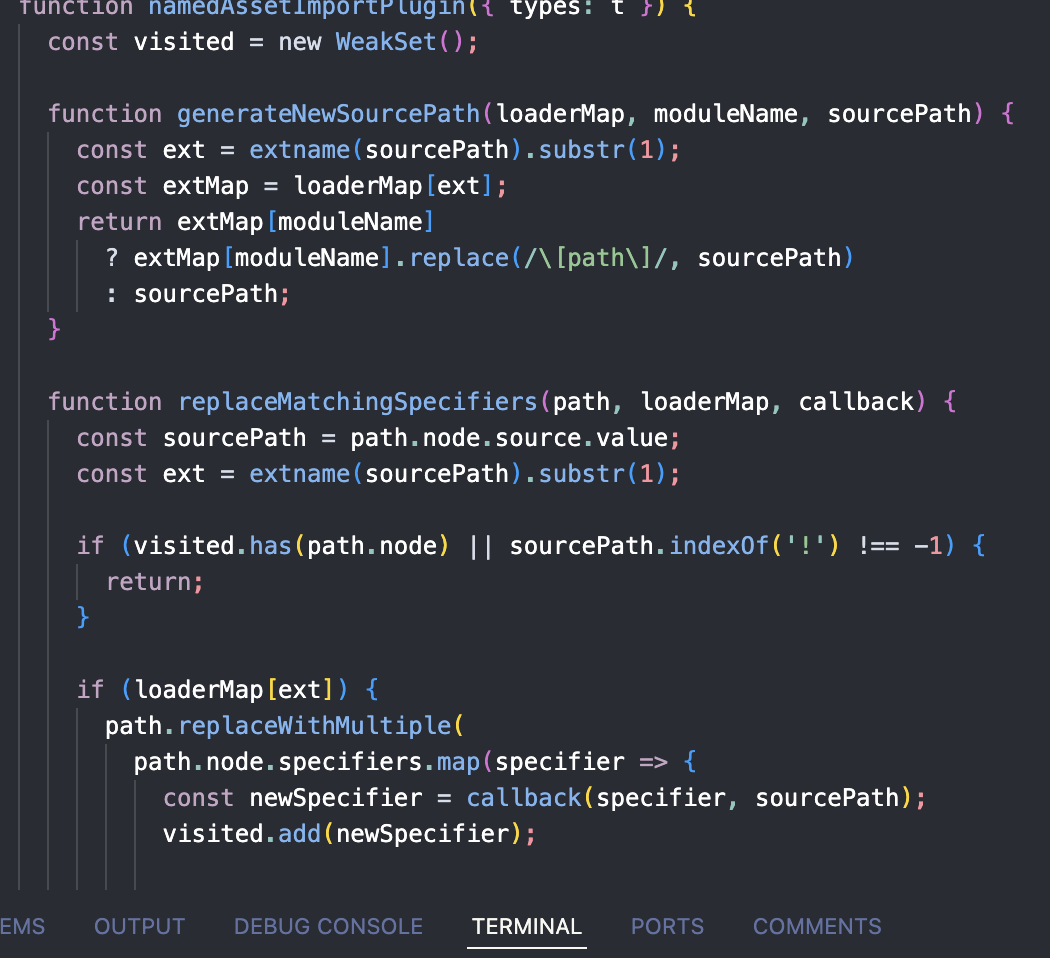 function namedAssetImportPlugin({ types: t }) {
const visited = new WeakSet();
function generateNewSourcePath(loaderMap, moduleName, sourcePath) {
const ext = extname(sourcePath).substr(1);
const extMap = loaderMap[ext];
return extMap[moduleName]
? extMap[moduleName].replace(/\[path\]/, sourcePath)
: sourcePath;
}
function replaceMatchingSpecifiers(path, loaderMap, callback) {
const sourcePath = path.node.source.value;
const ext = extname(sourcePath).substr(1);
if (visited.has(path.node) || sourcePath.indexOf('!') !== -1) {
return;
}
if (loaderMap[ext]) {
path.replaceWithMultiple(
path.node.specifiers.map(specifier => {
const newSpecifier = callback(specifier, sourcePath);
visited.add(newSpecifier);
EMS OUTPUT DEBUG CONSOLE TERMINAL PORTS COMMENTS